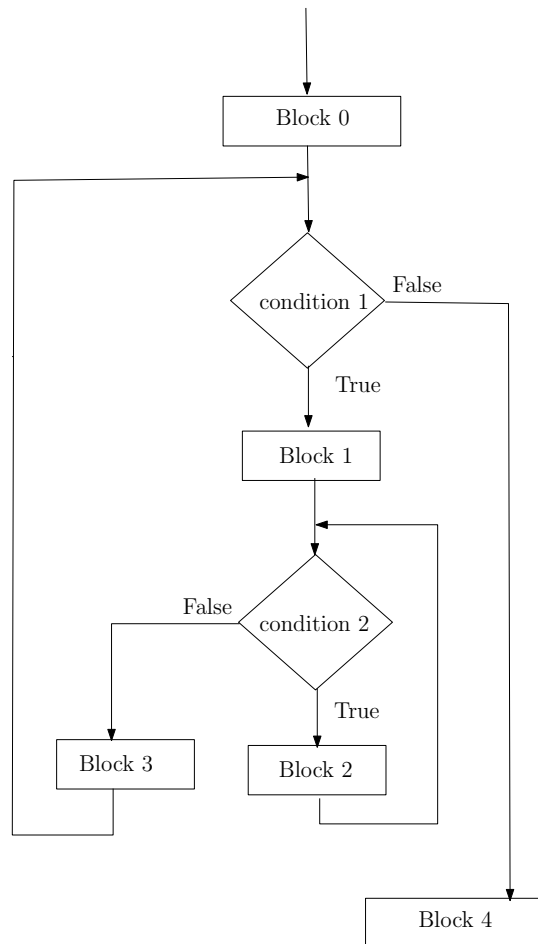 Block 0
False
condition 1
True
Block 1
False
condition 2
True
Block 3
Block 2
Block 4